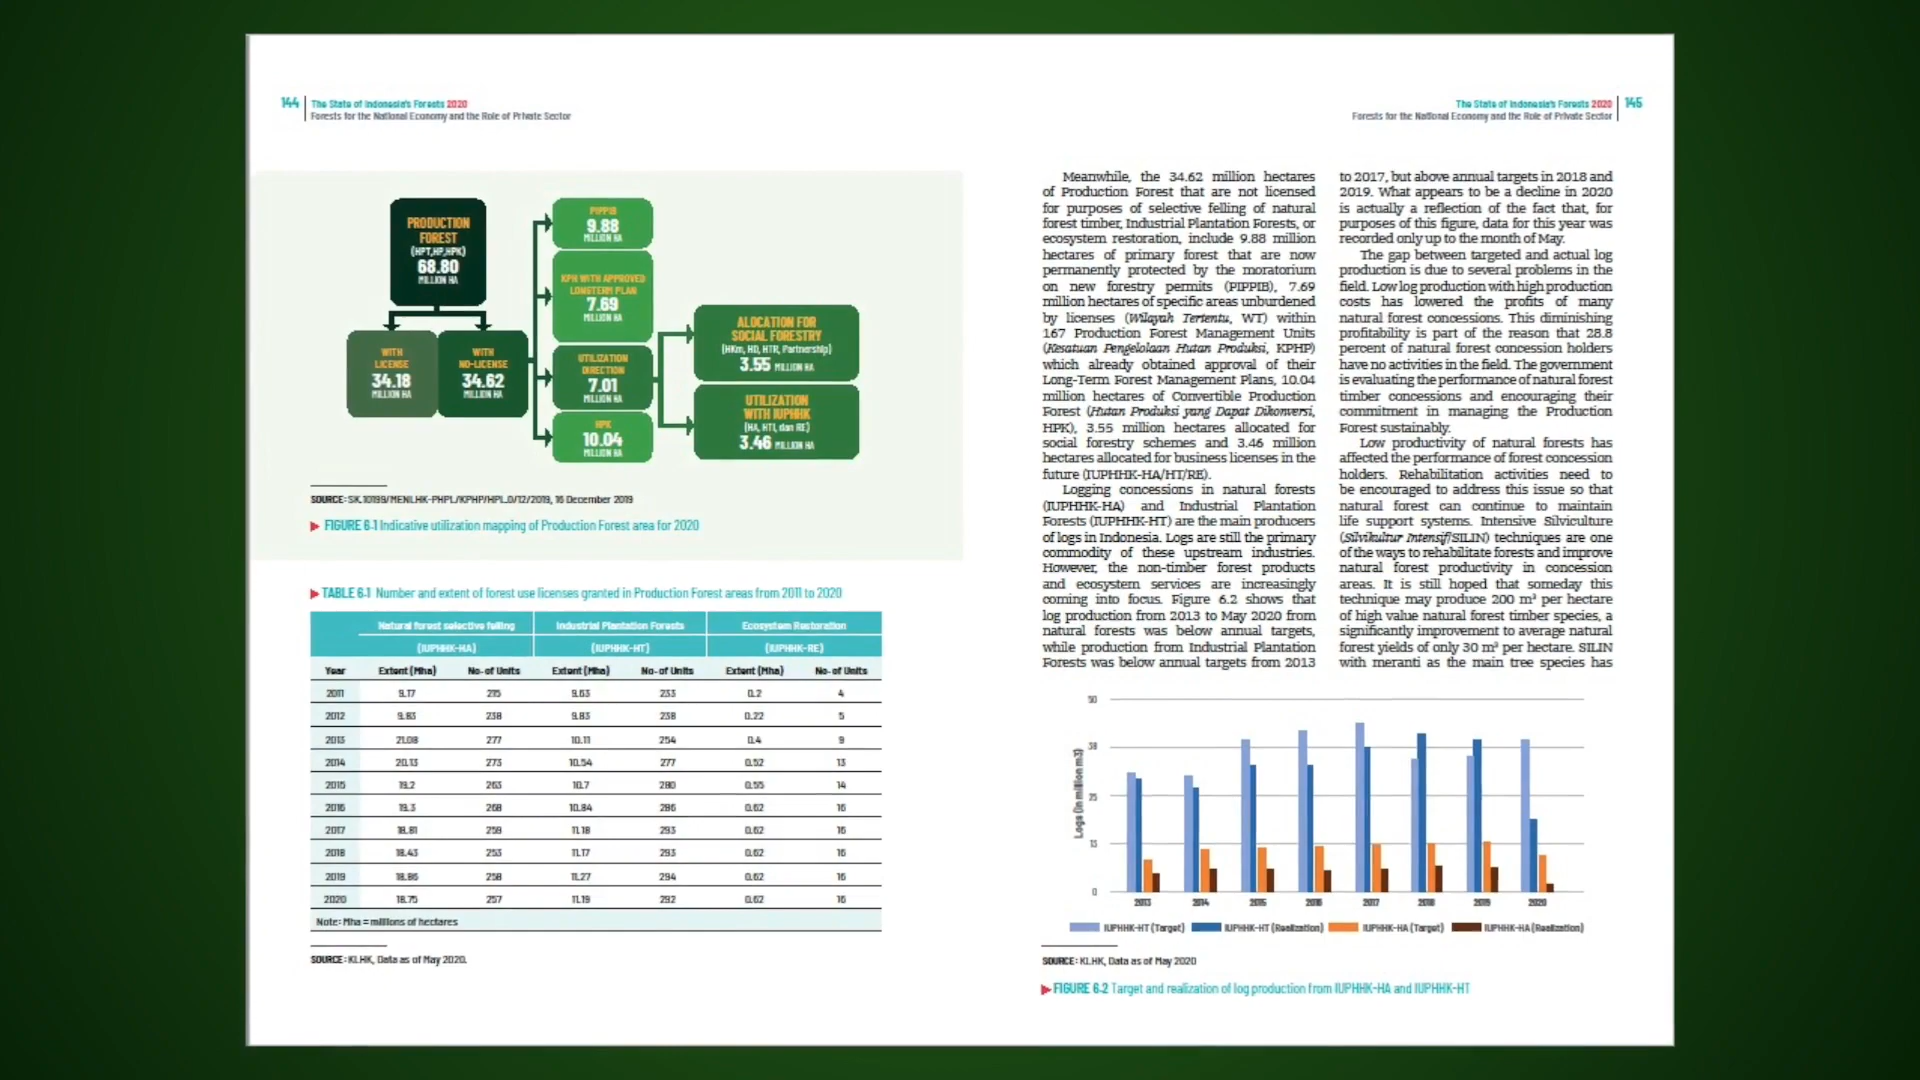 144
The State of Indonesia's Forests 2020
Forests for the National Economy and the Role of Private Sector
PRODUCTION
FOREST
(HPT,HP,HPK)
68.80
MILLION HA
WITH
LICENSE
34.18
MILLION HA
WITH
NO-LICENSE
34.62
MILLION HA
PIPPIB
9.88
MILLION HA
KPH WITH APPROVED
LONGTERM PLAN
7.69
MILLION HA
UTILIZATION
DIRECTION
7.01
MILLION HA
HPK
10.04
MILLION HA
ALOCATION FOR
SOCIAL FORESTRY
(HKm, HD, HTR, Partnership)
3.55 MILLION HA
UTILIZATION
WITH IUPHHK
(HA, HTI, dan RE)
3.46 MILLION HA
SOURCE: SK.10199/MENLHK-PHPL/KPHP/HPL.0/12/2019, 16 December 2019
FIGURE 6-1 Indicative utilization mapping of Production Forest area for 2020
TABLE 6-1 Number and extent of forest use licenses granted in Production Forest areas from 2011 to 2020
Natural forest selective felling Industrial Plantation Forests Ecosystem Restoration
(IUPHHK-HA) (IUPHHK-HT) (IUPHHK-RE)
Year Extent (Mha) No- of Units Extent (Mha) No- of Units Extent (Mha) No- of Units
2011 9.17 215 9.63 233 0.2 4
2012 9.83 238 9.83 238 0.22 5
2013 21.08 277 10.11 254 0.4 9
2014 20.13 273 10.54 277 0.52 13
2015 19.2 263 10.7 280 0.55 14
2016 19.3 268 10.84 286 0.62 16
2017 18.81 259 11.18 293 0.62 16
2018 18.43 253 11.17 293 0.62 16
2019 18.86 258 11.27 294 0.62 16
2020 18.75 257 11.19 292 0.62 16
Note: Mha = millions of hectares
SOURCE: KLHK, Data as of May 2020.
The State of Indonesia's Forests 2020
145
Forests for the National Economy and the Role of Private Sector
Meanwhile, the 34.62 million hectares
of Production Forest that are not licensed
for purposes of selective felling of natural
forest timber, Industrial Plantation Forests, or
ecosystem restoration, include 9.88 million
hectares of primary forest that are now
permanently protected by the moratorium
on new forestry permits (PIPPIB), 7.69
million hectares of specific areas unburdened
by licenses (Wilayah Tertentu, WT) within
167 Production Forest Management Units
(Kesatuan Pengelolaan Hutan Produksi, KPHP)
which already obtained approval of their
Long-Term Forest Management Plans, 10.04
million hectares of Convertible Production
Forest (Hutan Produksi yang Dapat Dikonversi,
HPK), 3.55 million hectares allocated for
social forestry schemes and 3.46 million
hectares allocated for business licenses in the
future (IUPHHK-HA/HT/RE).
Logging concessions in natural forests
(IUPHHK-HA) and Industrial Plantation
Forests (IUPHHK-HT) are the main producers
of logs in Indonesia. Logs are still the primary
commodity of these upstream industries.
However, the non-timber forest products
and ecosystem services are increasingly
coming into focus. Figure 6.2 shows that
log production from 2013 to May 2020 from
natural forests was below annual targets,
while production from Industrial Plantation
Forests was below annual targets from 2013
to 2017, but above annual targets in 2018 and
2019. What appears to be a decline in 2020
is actually a reflection of the fact that, for
purposes of this figure, data for this year was
recorded only up to the month of May.
The gap between targeted and actual log
production is due to several problems in the
field. Low log production with high production
costs has lowered the profits of many
natural forest concessions. This diminishing
profitability is part of the reason that 28.8
percent of natural forest concession holders
have no activities in the field. The government
is evaluating the performance of natural forest
timber concessions and encouraging their
commitment in managing the Production
Forest sustainably.
Low productivity of natural forests has
affected the performance of forest concession
holders. Rehabilitation activities need to
be encouraged to address this issue so that
natural forest can continue to maintain
life support systems. Intensive Silviculture
(Silvikultur Intensif/SILIN) techniques are one
of the ways to rehabilitate forests and improve
natural forest productivity in concession
areas. It is still hoped that someday this
technique may produce 200 m³ per hectare
of high value natural forest timber species, a
significantly improvement to average natural
forest yields of only 30 m³ per hectare. SILIN
with meranti as the main tree species has
Logs (in million m3)
50
38
25
13
0
2013 2014 2015 2016 2017 2018 2019 2020
IUPHHK-HT (Target) IUPHHK-HT (Realization) IUPHHK-HA (Target) IUPHHK-HA (Realization)
SOURCE: KLHK, Data as of May 2020
FIGURE 6-2 Target and realization of log production from IUPHHK-HA and IUPHHK-HT